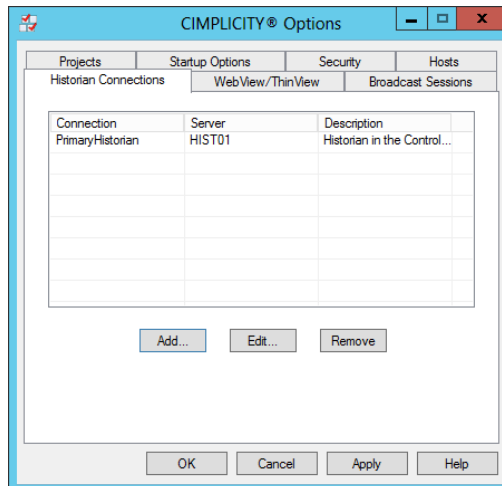 CIMPLICITY® Options
Projects Startup Options Security Hosts
Historian Connections WebView/ThinView Broadcast Sessions
Connection Server Description
PrimaryHistorian HIST01 Historian in the Control...
Add... Edit... Remove
OK Cancel Apply Help